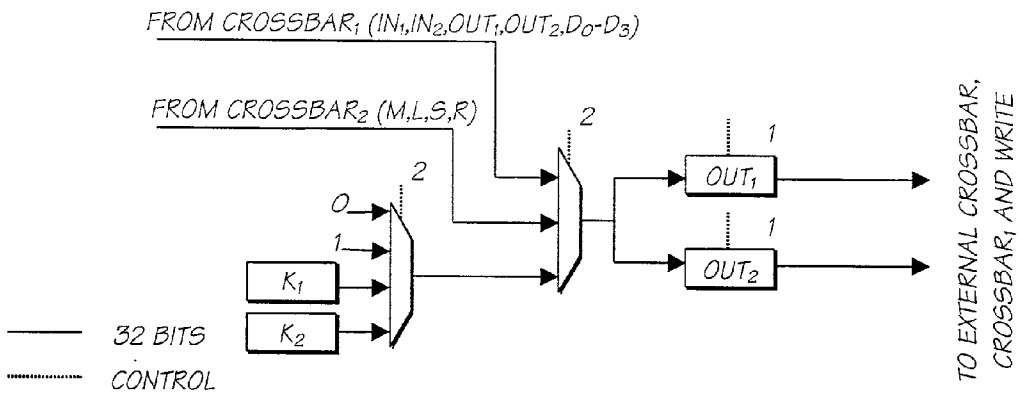 FROM CROSSBAR₁ (IN₁,IN₂,OUT₁,OUT₂,D₀-D₃)
FROM CROSSBAR₂ (M,L,S,R)
2
2
1
OUT₁
0
1
1
OUT₂
K₁
K₂
32 BITS
CONTROL
TO EXTERNAL CROSSBAR,
CROSSBAR₁ AND WRITE